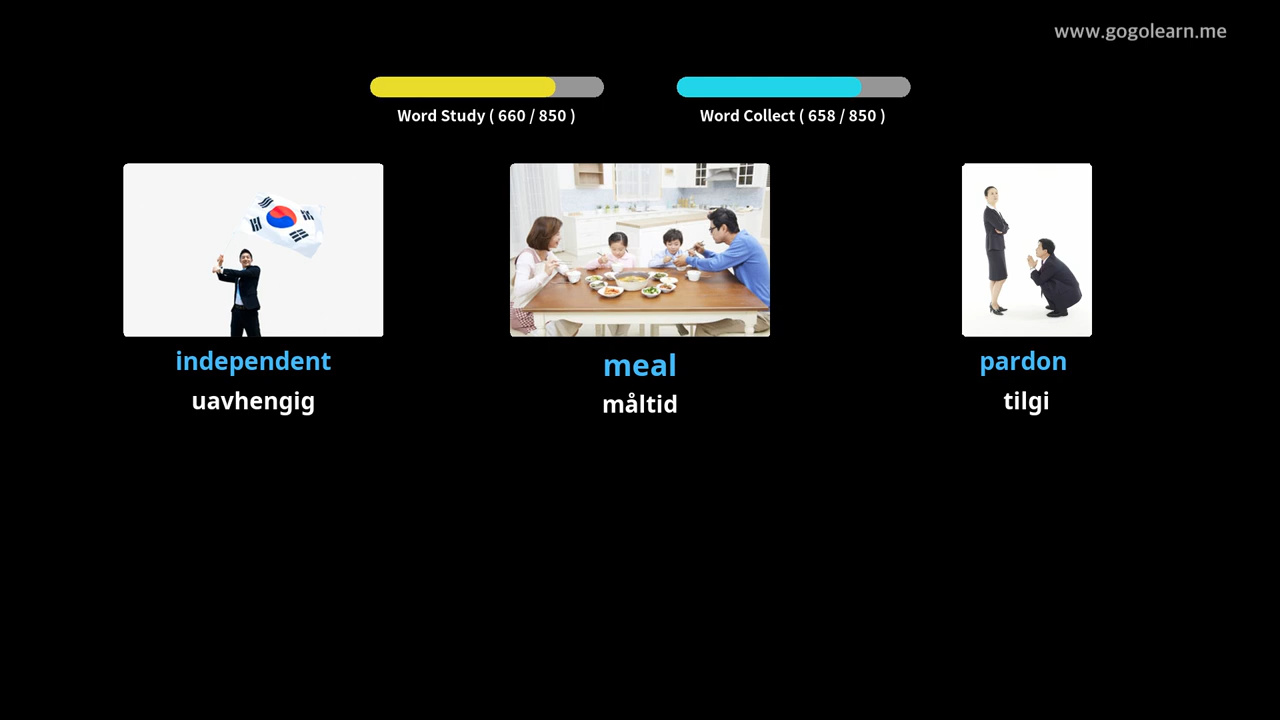 www.gogolearn.me
Word Study ( 660 / 850 )
Word Collect ( 658 / 850 )
independent
meal
pardon
uavhengig
måltid
tilgi